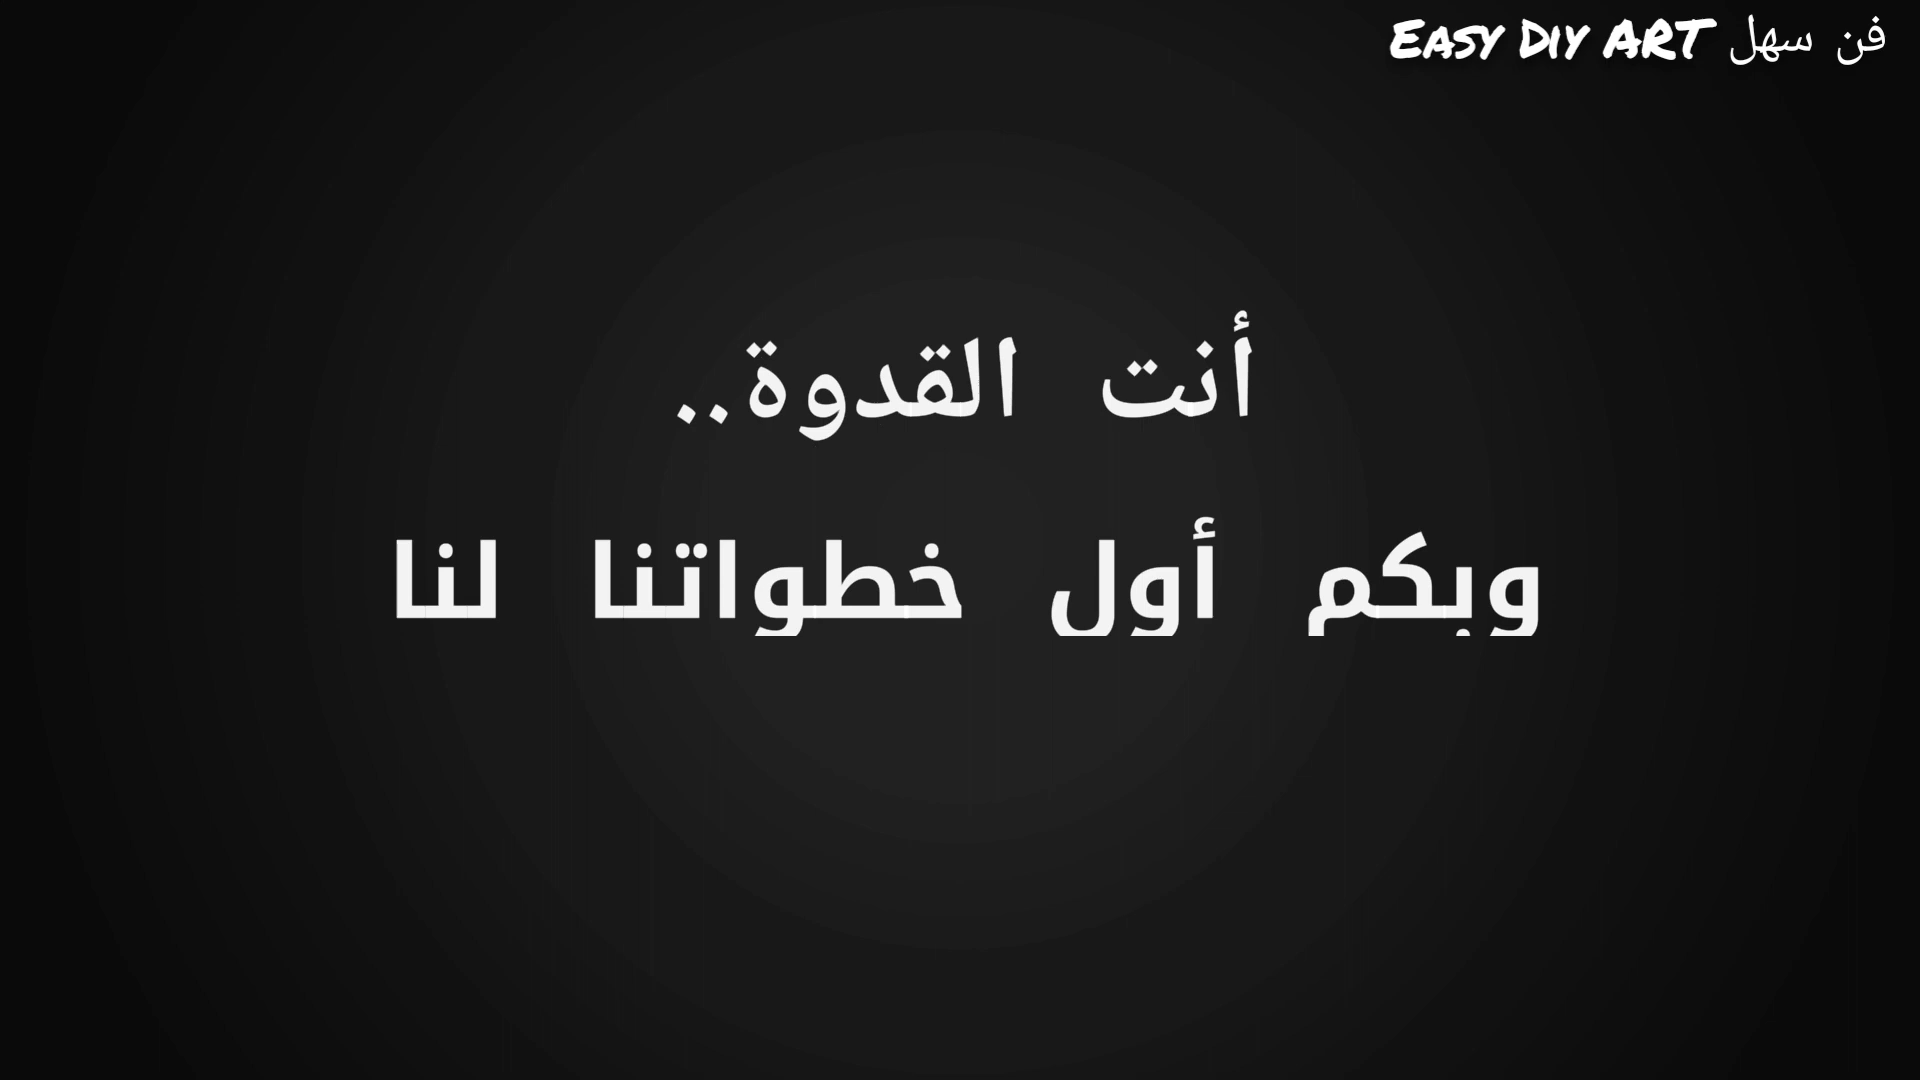 Easy Diy ART فن سهل
أنت القدوة..
وبكم أول خطواتنا لنا